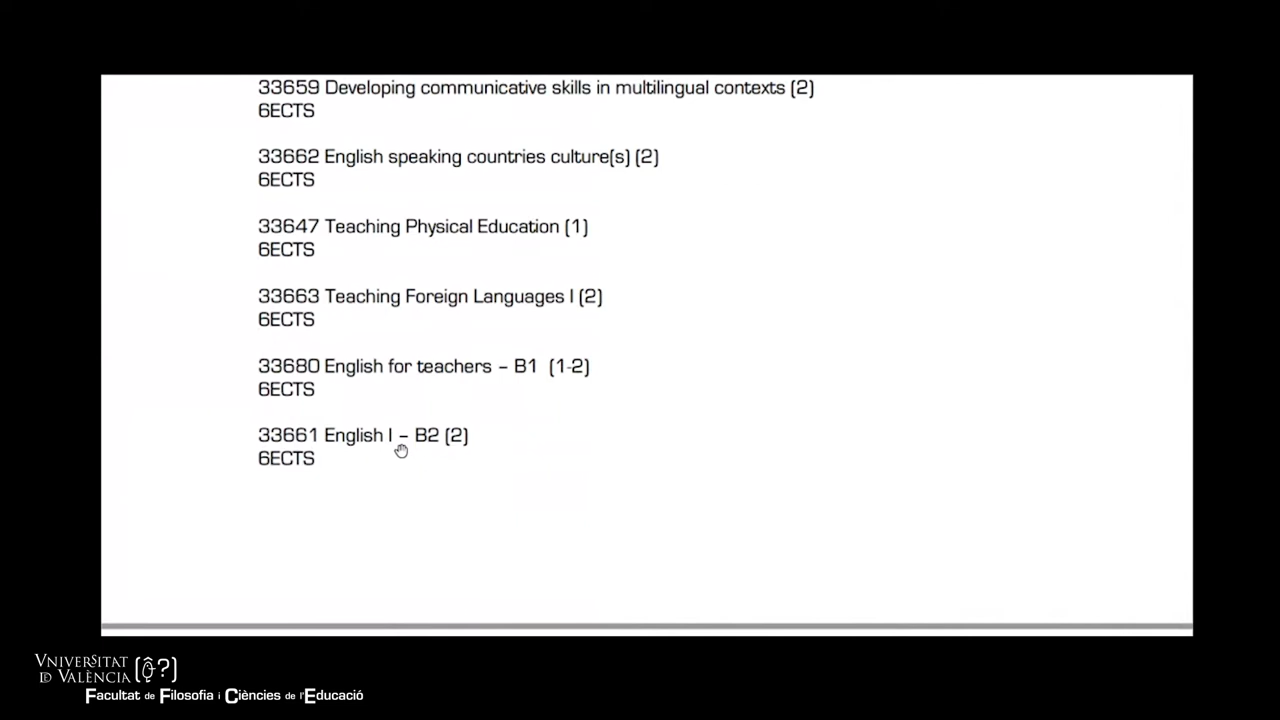 33659 Developing communicative skills in multilingual contexts (2)
6ECTS
33662 English speaking countries culture(s) (2)
6ECTS
33647 Teaching Physical Education (1)
6ECTS
33663 Teaching Foreign Languages I (2)
6ECTS
33680 English for teachers – B1 (1-2)
6ECTS
33661 English I – B2 (2)
6ECTS
VNIVERSITAT
DE VALÈNCIA (ô?)
Facultat de Filosofia i Ciències de l'Educació